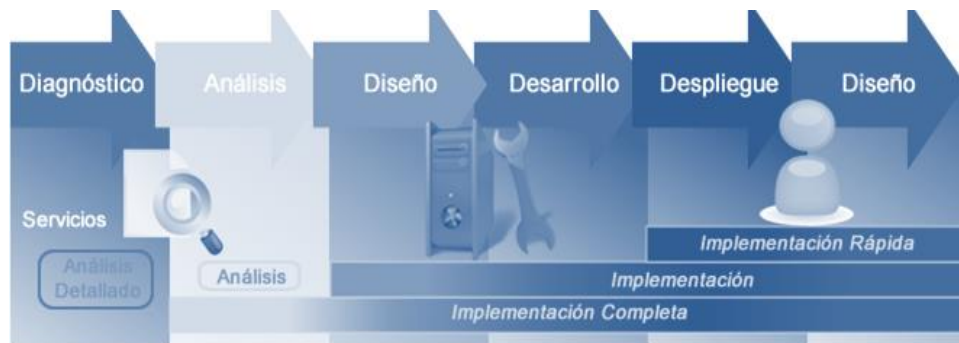 Diagnóstico
Análisis
Diseño
Desarrollo
Despliegue
Diseño
Servicios
Análisis
Detallado
Análisis
Implementación Rápida
Implementación
Implementación Completa